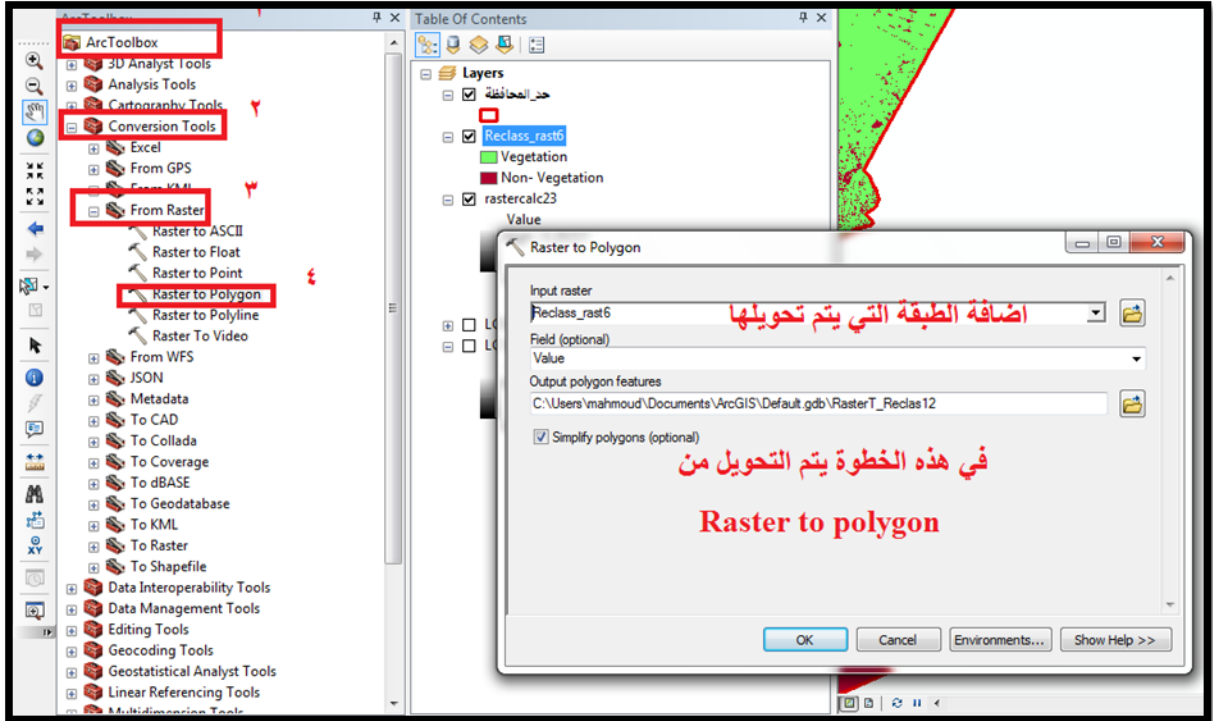 ١
ArcToolbox
ArcToolbox
3D Analyst Tools
Analysis Tools
Cartography Tools
٢
Conversion Tools
Excel
From GPS
From KML
٣
From Raster
Raster to ASCII
Raster to Float
Raster to Point
٤
Raster to Polygon
Raster to Polyline
Raster To Video
From WFS
JSON
Metadata
To CAD
To Collada
To Coverage
To dBASE
To Geodatabase
To KML
To Raster
To Shapefile
Data Interoperability Tools
Data Management Tools
Editing Tools
Geocoding Tools
Geostatistical Analyst Tools
Linear Referencing Tools
Multidimension Tools
Table Of Contents
Layers
حد_المحافظة
Reclass_rast6
Vegetation
Non- Vegetation
rastercalc23
Value
Raster to Polygon
Input raster
Reclass_rast6
اضافة الطبقة التي يتم تحويلها
Field (optional)
Value
Output polygon features
C:\Users\mahmoud\Documents\ArcGIS\Default.gdb\RasterT_Reclas12
Simplify polygons (optional)
في هذه الخطوة يتم التحويل من
Raster to polygon
OK
Cancel
Environments...
Show Help >>
XY